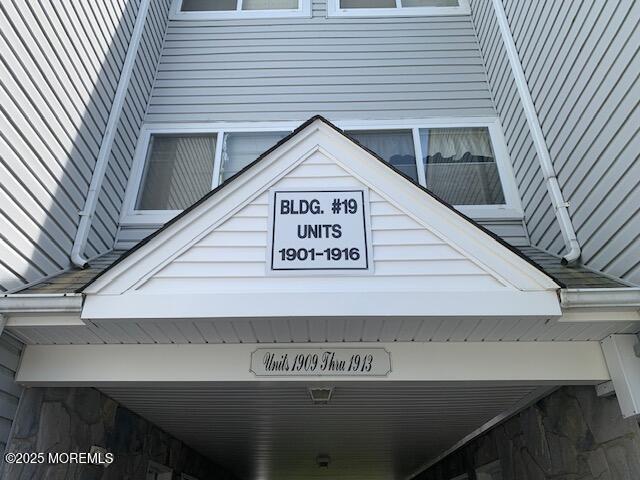 BLDG. #19
UNITS
1901-1916
Units 1909 Thru 1913
©2025 MOREMLS